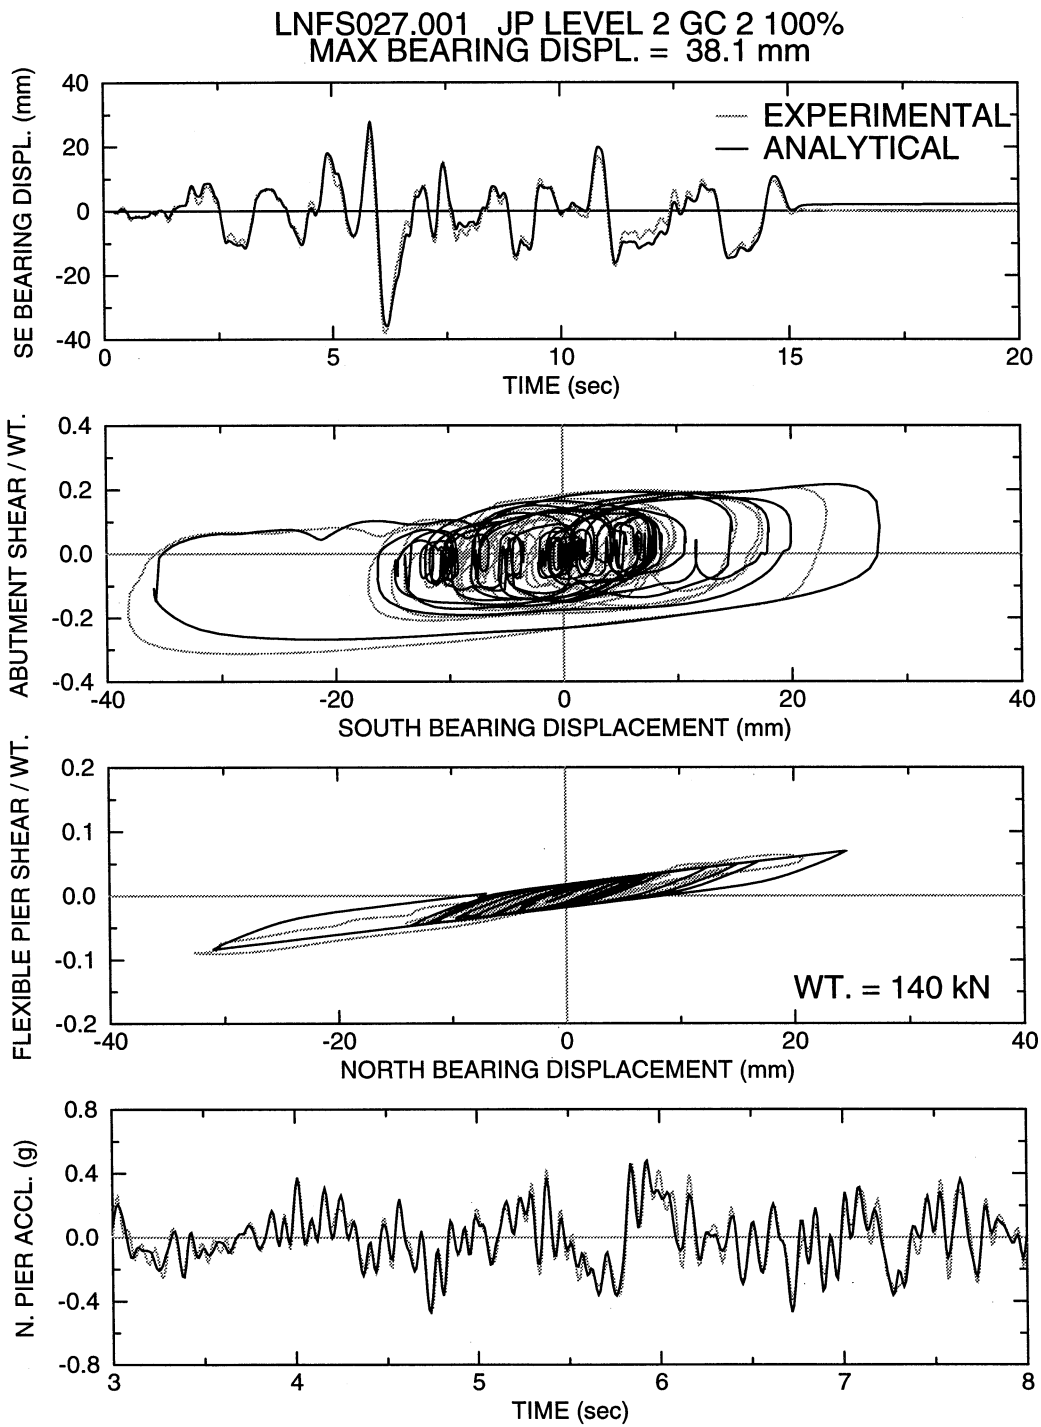 LNFS027.001 JP LEVEL 2 GC 2 100%
MAX BEARING DISPL. = 38.1 mm
SE BEARING DISPL. (mm)
40
20
0
-20
-40
EXPERIMENTAL
ANALYTICAL
0 5 10 15 20
TIME (sec)
ABUTMENT SHEAR / WT.
0.4
0.2
0.0
-0.2
-0.4
-40 -20 0 20 40
SOUTH BEARING DISPLACEMENT (mm)
FLEXIBLE PIER SHEAR / WT.
0.2
0.1
0.0
-0.1
-0.2
WT. = 140 kN
-40 -20 0 20 40
NORTH BEARING DISPLACEMENT (mm)
N. PIER ACCL. (g)
0.8
0.4
0.0
-0.4
-0.8
3 4 5 6 7 8
TIME (sec)